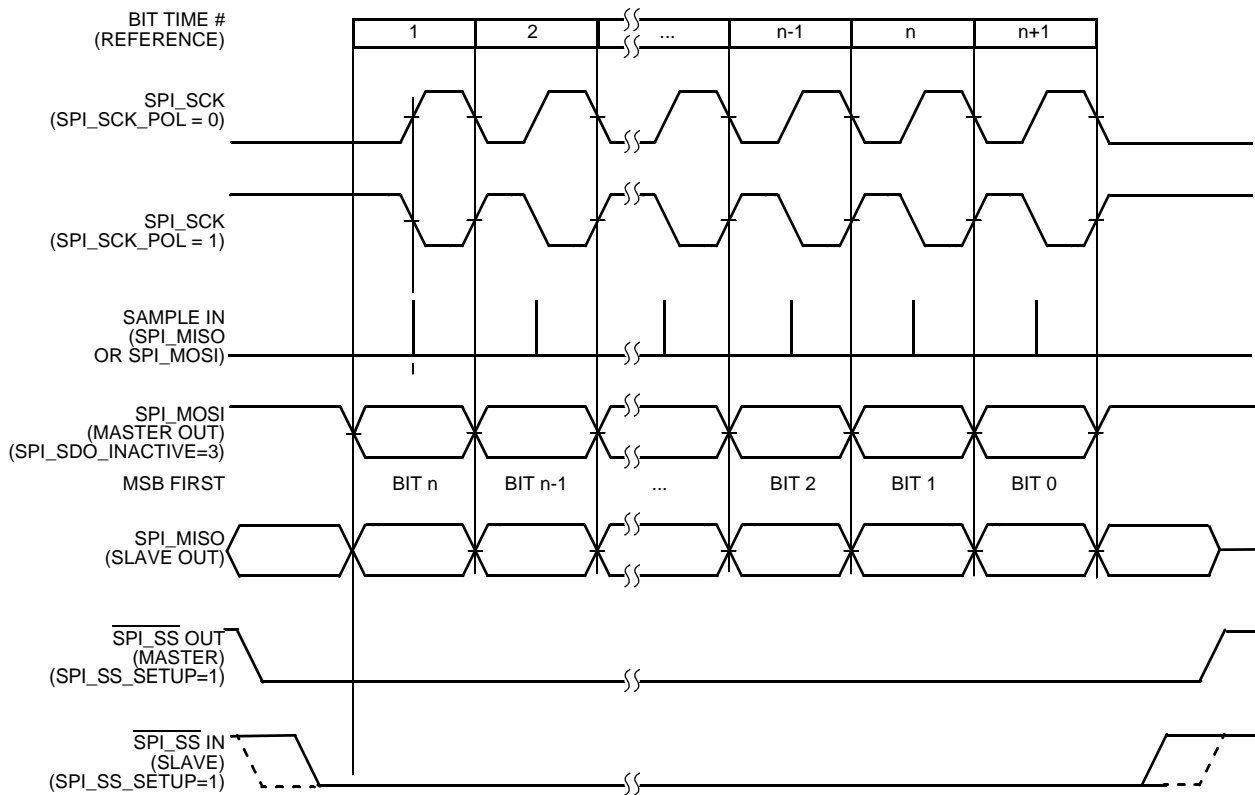 BIT TIME #
(REFERENCE)
1 2 ... n-1 n n+1
SPI_SCK
(SPI_SCK_POL = 0)
SPI_SCK
(SPI_SCK_POL = 1)
SAMPLE IN
(SPI_MISO
OR SPI_MOSI)
SPI_MOSI
(MASTER OUT)
(SPI_SDO_INACTIVE=3)
MSB FIRST BIT n BIT n-1 ... BIT 2 BIT 1 BIT 0
SPI_MISO
(SLAVE OUT)
SPI_SS OUT
(MASTER)
(SPI_SS_SETUP=1)
SPI_SS IN
(SLAVE)
(SPI_SS_SETUP=1)